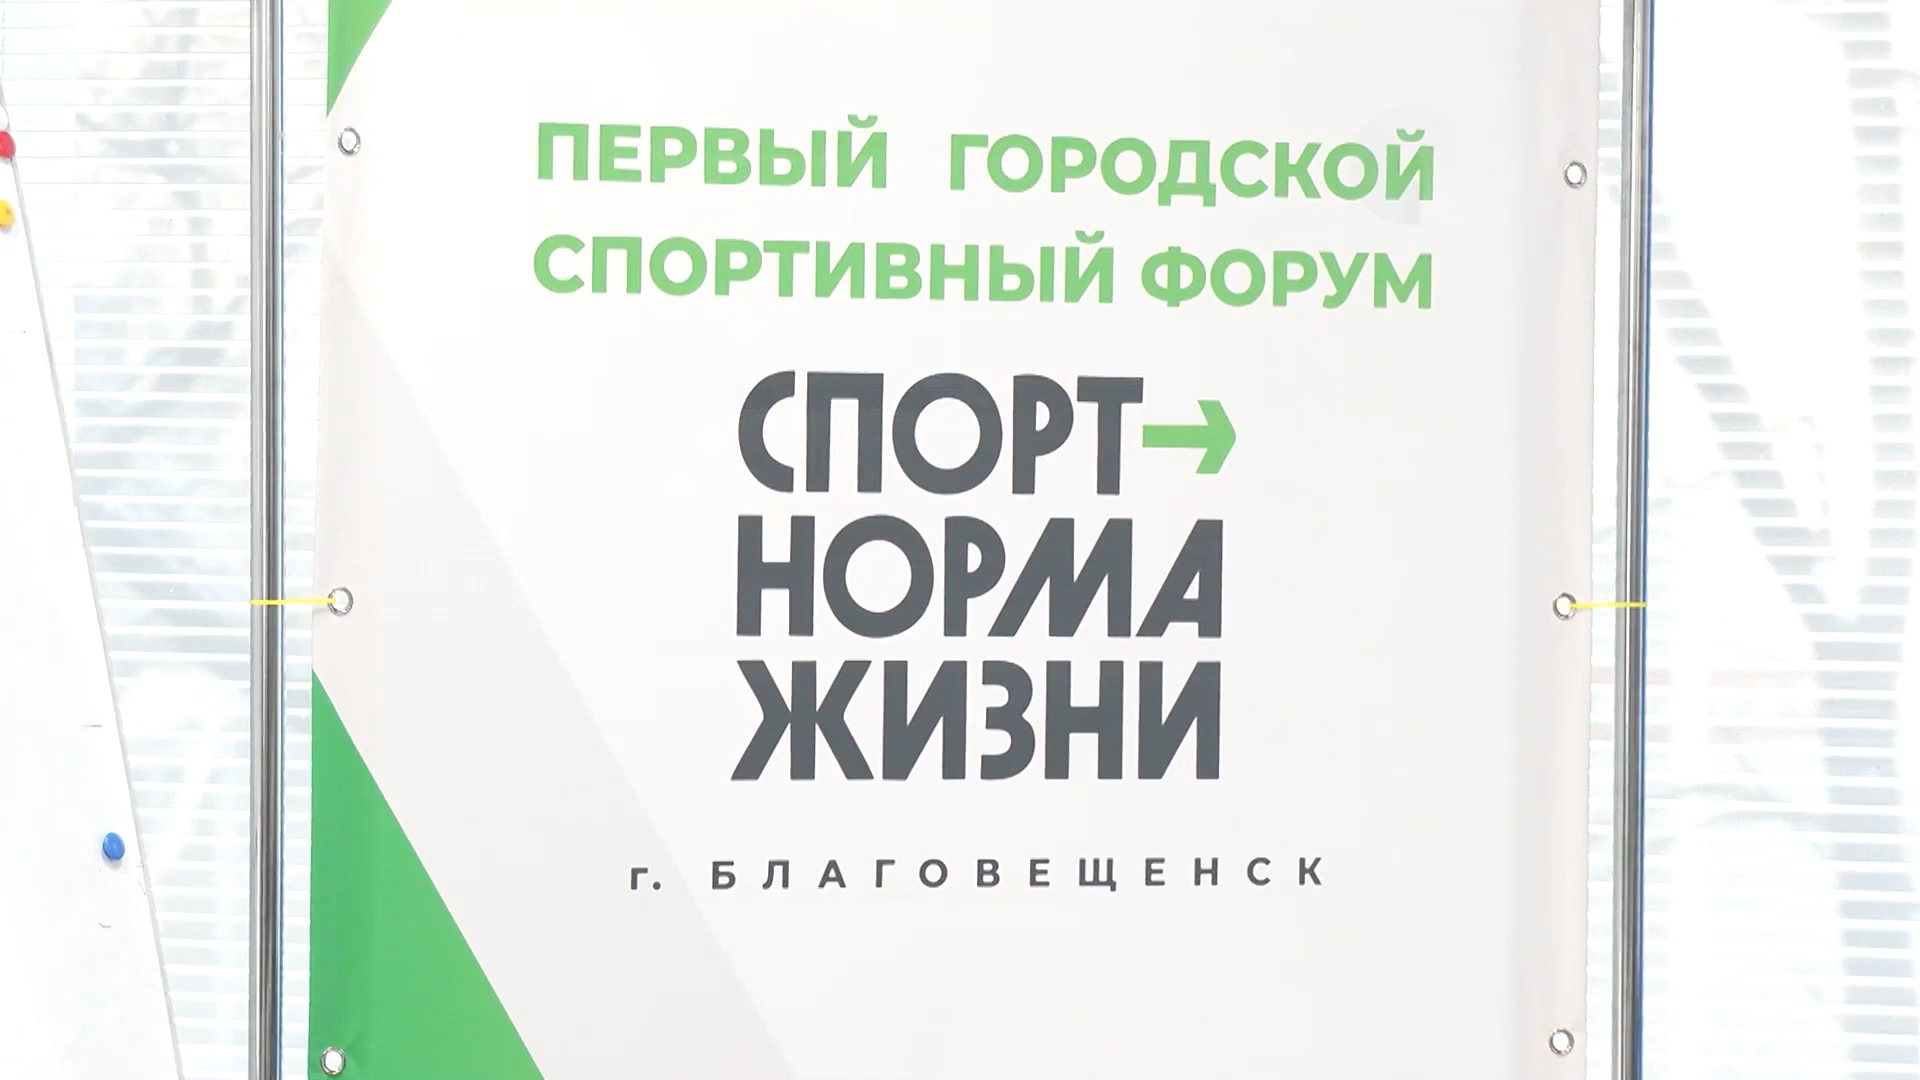 ПЕРВЫЙ ГОРОДСКОЙ
СПОРТИВНЫЙ ФОРУМ
СПОРТ→
НОРМА
ЖИЗНИ
г. БЛАГОВЕЩЕНСК